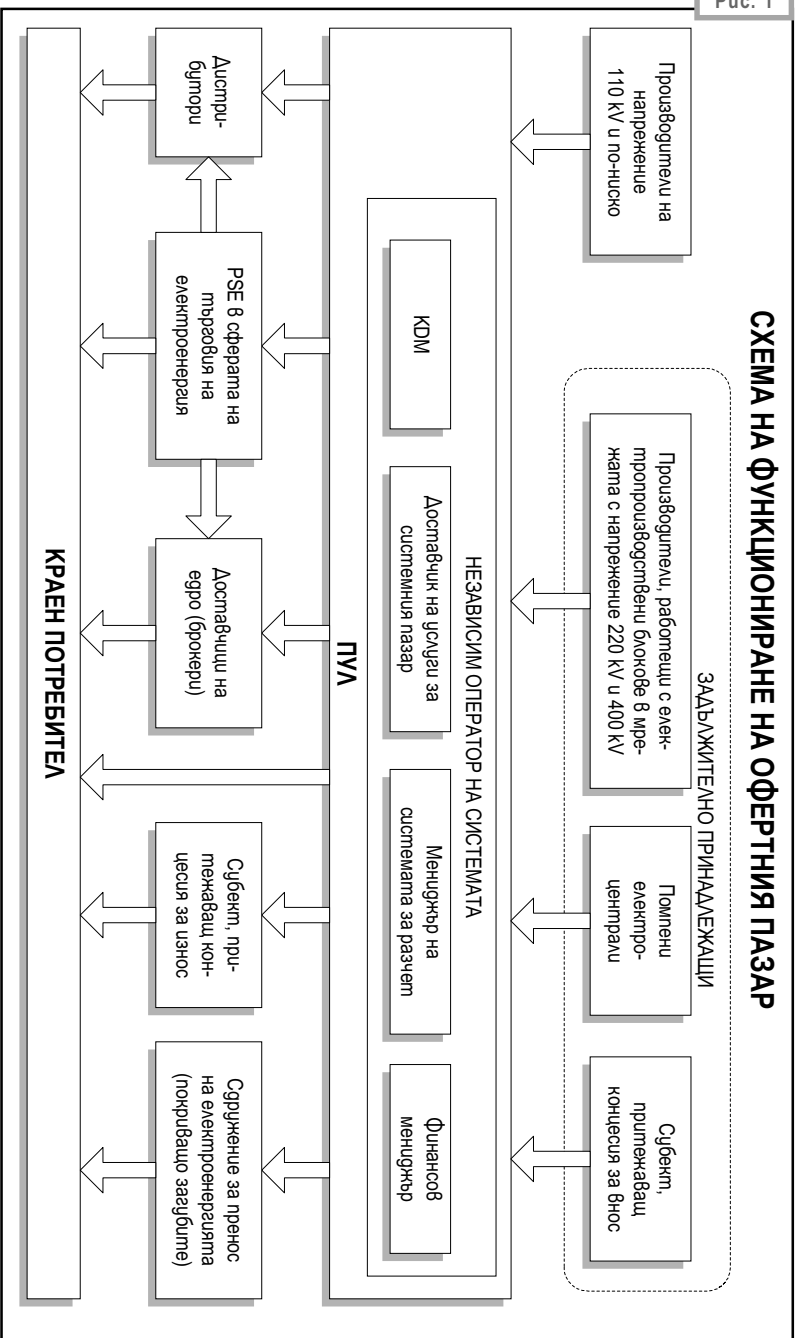 Рис. 1
СХЕМА НА ФУНКЦИОНИРАНЕ НА ОФЕРТНИЯ ПАЗАР
ЗАДЪЛЖИТЕЛНО ПРИНАДЛЕЖАЩИ
Производители на
напрежение
110 kV и по-ниско
Производители, работещи с елек-
тропроизводствени блокове в мре-
жата с напрежение 220 kV и 400 kV
Помпени
електро-
централи
Субект,
притежаващ
концесия за внос
НЕЗАВИСИМ ОПЕРАТОР НА СИСТЕМАТА
KDM
Доставчик на услуги за
системния пазар
Мениджър на
системата за разчет
Финансов
мениджър
ПУЛ
Дистри-
бутори
PSE в сферата на
търговия на
електроенергия
Доставчици на
едро (брокери)
Субект, при-
тежаващ кон-
цесия за износ
Сдружение за пренос
на електроенергията
(покриващо загубите)
КРАЕН ПОТРЕБИТЕЛ